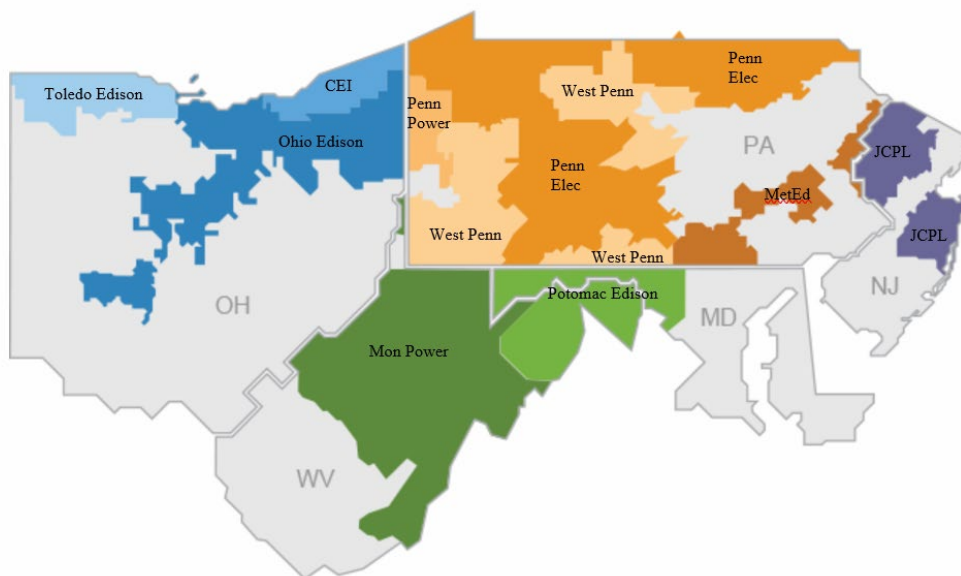 Penn
Elec
CEI
Toledo Edison
West Penn
Penn
Power
Ohio Edison
PA
JCPL
Penn
Elec
MetEd
West Penn
JCPL
West Penn
NJ
Potomac Edison
OH
MD
Mon Power
WV